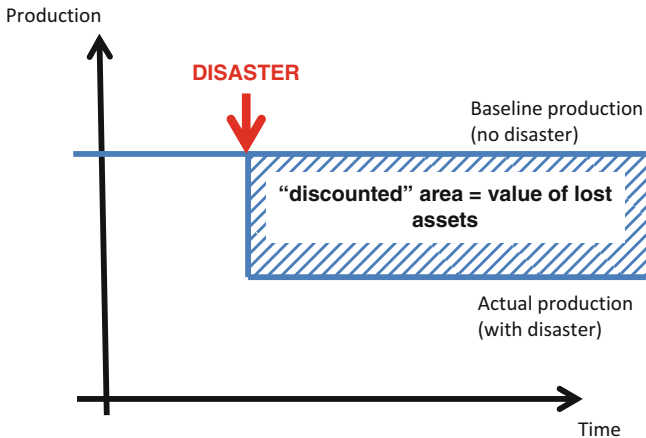 Production
DISASTER
Baseline production
(no disaster)
“discounted” area = value of lost
assets
Actual production
(with disaster)
Time